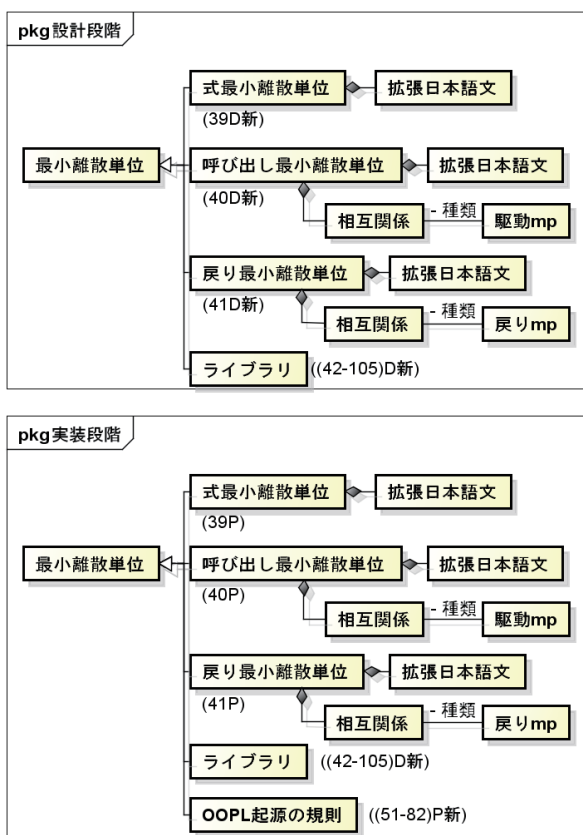 pkg 設計段階
式最小離散単位
拡張日本語文
(39D新)
最小離散単位
呼び出し最小離散単位
拡張日本語文
(40D新)
相互関係
- 種類
駆動mp
戻り最小離散単位
拡張日本語文
(41D新)
相互関係
- 種類
戻りmp
ライブラリ
((42-105)D新)
pkg 実装段階
式最小離散単位
拡張日本語文
(39P)
最小離散単位
呼び出し最小離散単位
拡張日本語文
(40P)
相互関係
- 種類
駆動mp
戻り最小離散単位
拡張日本語文
(41P)
相互関係
- 種類
戻りmp
ライブラリ
((42-105)D新)
OOPL起源の規則
((51-82)P新)